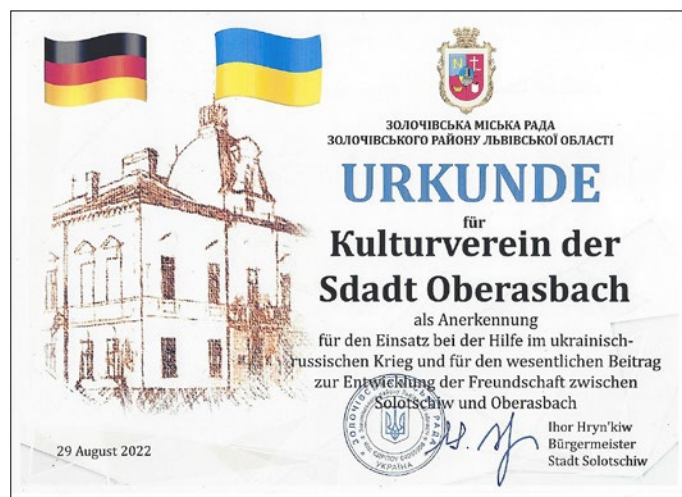 ЗОЛОЧІВСЬКА МІСЬКА РАДА
ЗОЛОЧІВСЬКОГО РАЙОНУ ЛЬВІВСЬКОЇ ОБЛАСТІ
URKUNDE
für
Kulturverein der
Sdadt Oberasbach
als Anerkennung
für den Einsatz bei der Hilfe im ukrainisch-
russischen Krieg und für den wesentlichen Beitrag
zur Entwicklung der Freundschaft zwischen
Solotschiw und Oberasbach
Ihor Hryn'kiw
Bürgermeister
Stadt Solotschiw
29 August 2022
УКРАЇНА